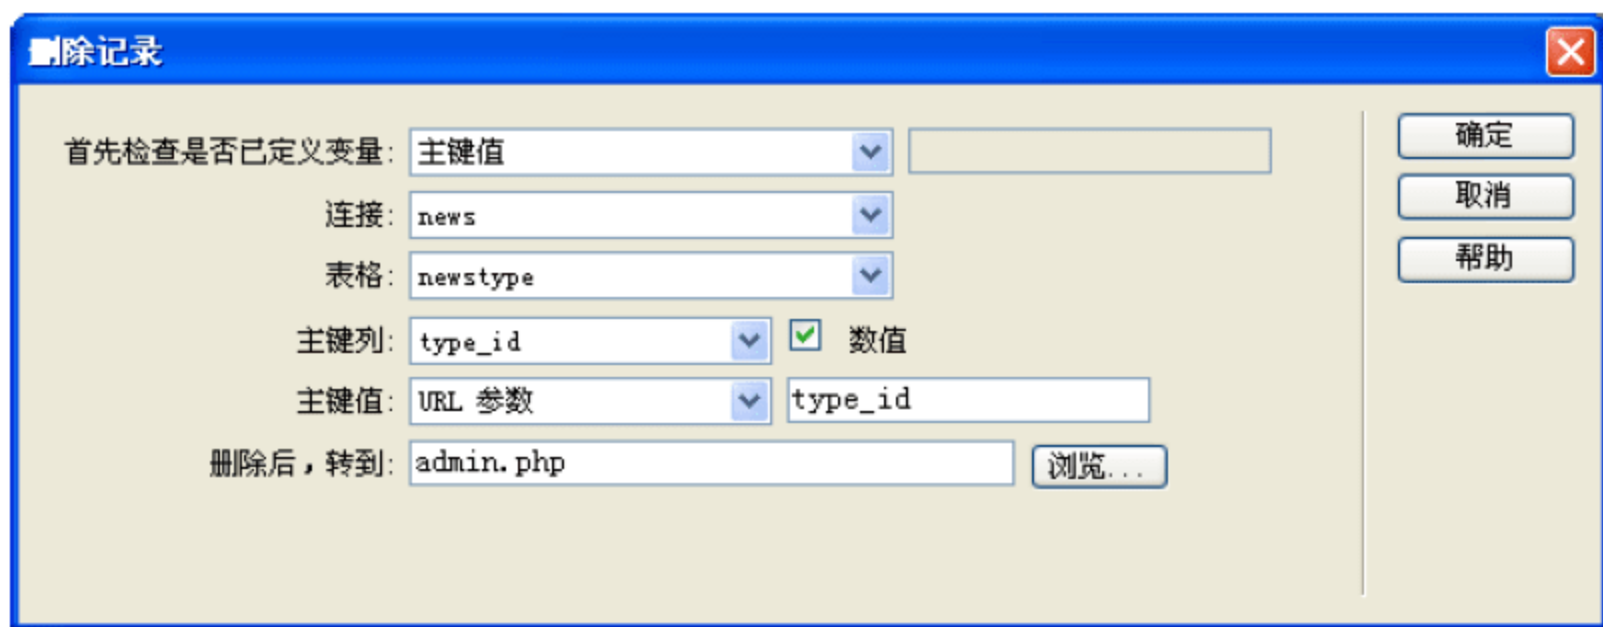 删除记录
首先检查是否已定义变量: 主键值
连接: news
表格: newstype
主键列: type_id 数值
主键值: URL 参数 type_id
删除后，转到: admin.php 浏览...
确定
取消
帮助